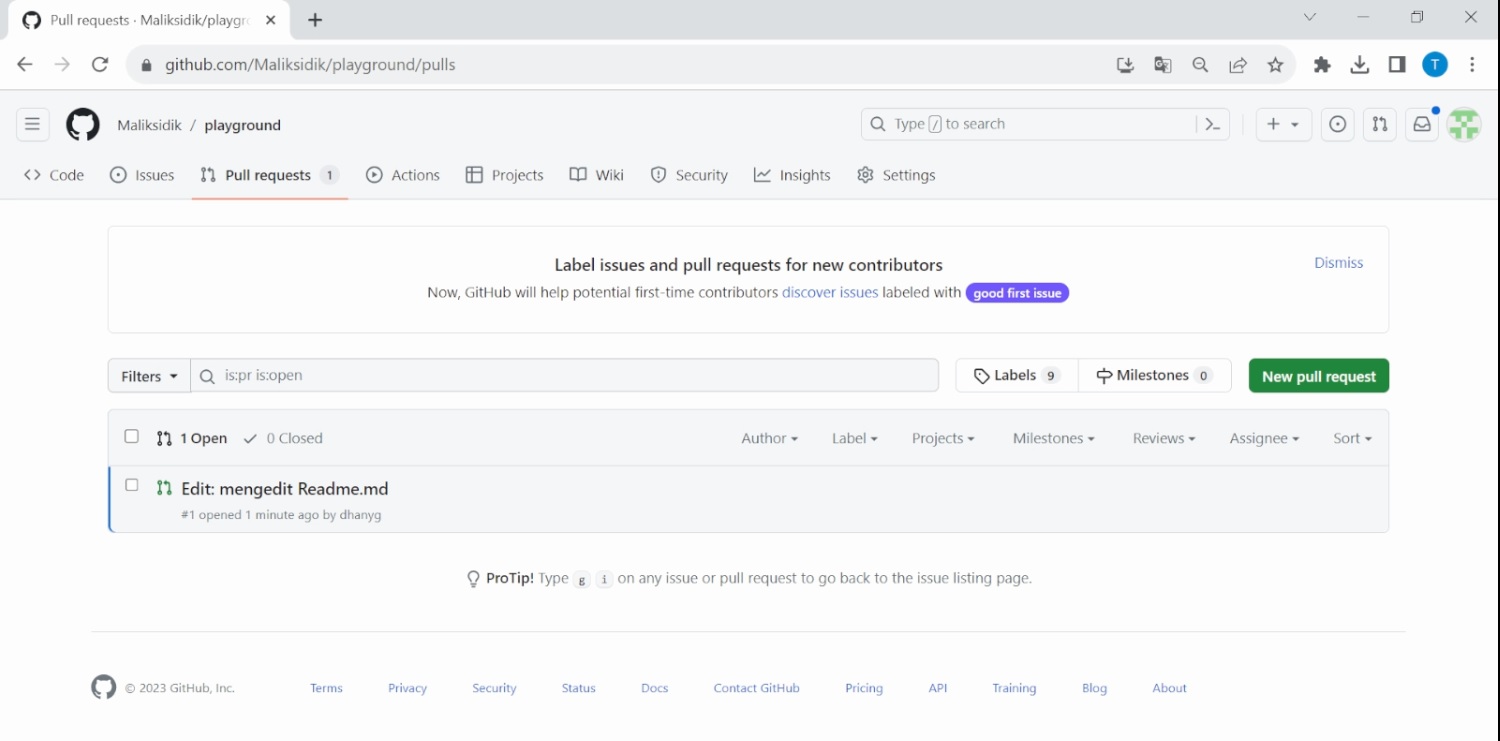 Pull requests · Maliksidik/playgr
github.com/Maliksidik/playground/pulls
T
Maliksidik / playground
Type / to search
Code Issues Pull requests 1 Actions Projects Wiki Security Insights Settings
Label issues and pull requests for new contributors
Dismiss
Now, GitHub will help potential first-time contributors discover issues labeled with good first issue
Filters is:pr is:open Labels 9 Milestones 0 New pull request
1 Open 0 Closed Author Label Projects Milestones Reviews Assignee Sort
Edit: mengedit Readme.md
#1 opened 1 minute ago by dhanyg
ProTip! Type g i on any issue or pull request to go back to the issue listing page.
© 2023 GitHub, Inc. Terms Privacy Security Status Docs Contact GitHub Pricing API Training Blog About